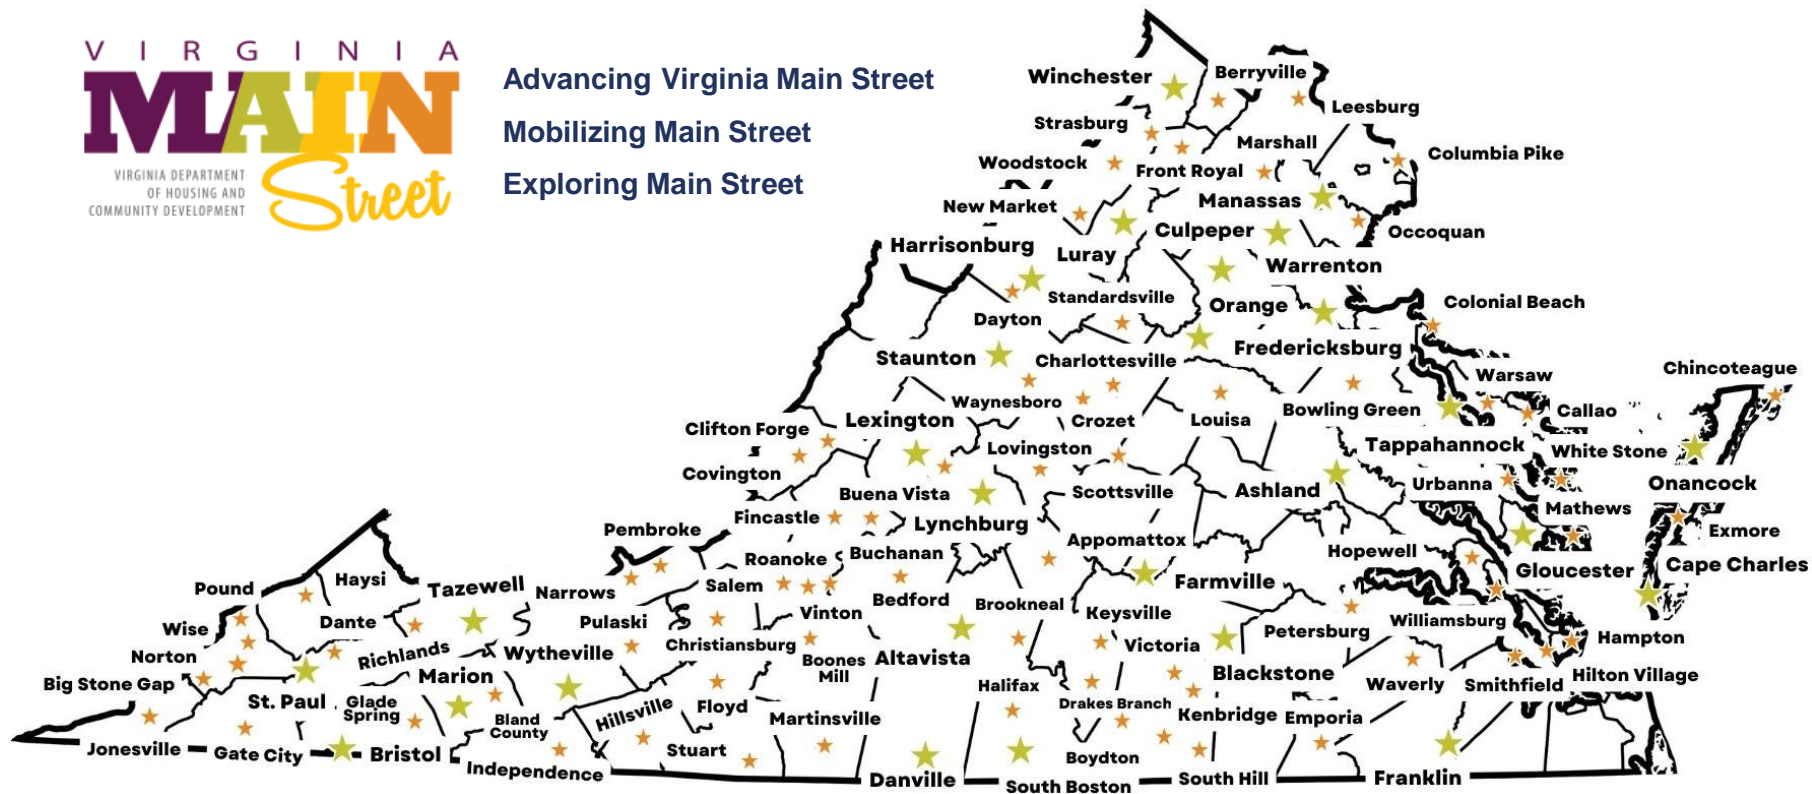 VIRGINIA
MAIN
Street
VIRGINIA DEPARTMENT
OF HOUSING AND
COMMUNITY DEVELOPMENT
Advancing Virginia Main Street
Mobilizing Main Street
Exploring Main Street
Winchester
Berryville
Leesburg
Strasburg
Marshall
Columbia Pike
Woodstock
Front Royal
Manassas
New Market
Culpeper
Occoquan
Harrisonburg
Luray
Warrenton
Standardsville
Orange
Colonial Beach
Dayton
Fredericksburg
Staunton
Charlottesville
Chincoteague
Warsaw
Waynesboro
Bowling Green
Callao
Lexington
Crozet
Louisa
Clifton Forge
Tappahannock
Lovingston
White Stone
Covington
Urbanna
Onancock
Buena Vista
Scottsville
Ashland
Mathews
Fincastle
Lynchburg
Pembroke
Exmore
Appomattox
Roanoke
Buchanan
Hopewell
Gloucester
Cape Charles
Pound
Haysi
Tazewell
Narrows
Salem
Farmville
Bedford
Brookneal
Keysville
Vinton
Wise
Dante
Pulaski
Williamsburg
Petersburg
Hampton
Norton
Richlands
Wytheville
Christiansburg
Victoria
Boones
Mill
Altavista
Big Stone Gap
Marion
Blackstone
Hilton Village
Waverly
Smithfield
St. Paul
Glade
Spring
Halifax
Drakes Branch
Bland
County
Hillsville
Floyd
Martinsville
Kenbridge
Emporia
Jonesville
Gate City
Bristol
Stuart
Boydton
Independence
Danville
South Boston
South Hill
Franklin